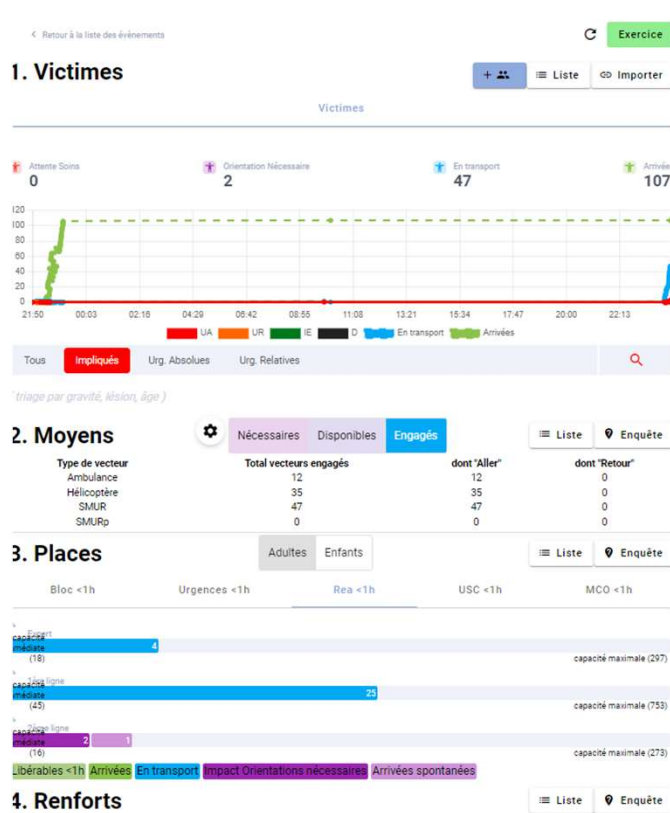 Retour à la liste des évènements
Exercice
1. Victimes
+
Liste
Importer
Victimes
Attente Soins
0
Orientation Nécessaire
2
En transport
47
Arrivée
107
120
100
80
60
40
20
0
21:50 00:03 02:16 04:29 06:42 08:55 11:08 13:21 15:34 17:47 20:00 22:13
UA UR IE D En transport Arrivées
Tous Impliqués Urg. Absolues Urg. Relatives
triage par gravité, lésion, âge )
2. Moyens
Nécessaires Disponibles Engagés
Liste Enquête
Type de vecteur Total vecteurs engagés dont "Aller" dont "Retour"
Ambulance 12 12 0
Hélicoptère 35 35 0
SMUR 47 47 0
SMURp 0 0 0
3. Places
Adultes Enfants
Liste Enquête
Bloc <1h Urgences <1h Rea <1h USC <1h MCO <1h
Expert
capacité
médiate
(18)
4
capacité maximale (297)
1ère ligne
capacité
médiate
(45)
25
capacité maximale (753)
2ème ligne
capacité
médiate
(16)
2 1
capacité maximale (273)
Libérables <1h Arrivées En transport Impact Orientations nécessaires Arrivées spontanées
4. Renforts
Liste Enquête